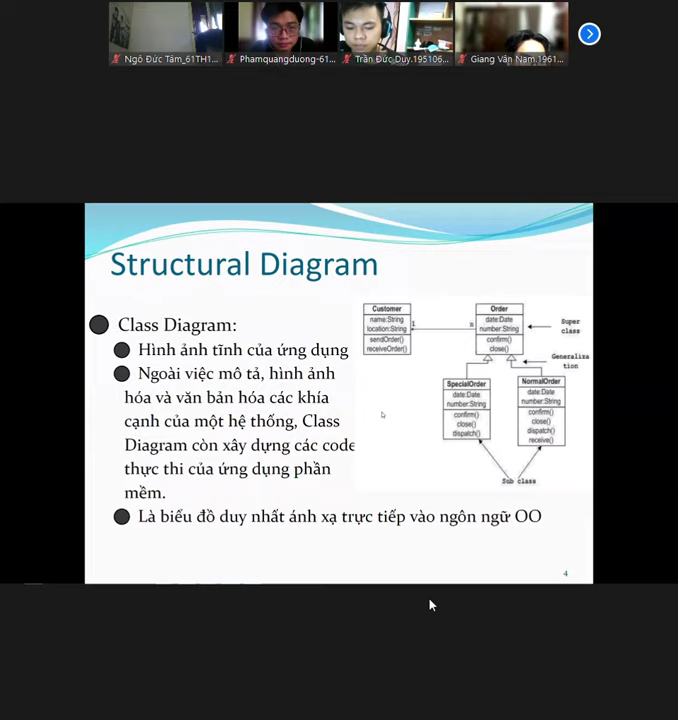 Ngô Đức Tâm_61TH1...
Phamquangduong-61...
Trần Đức Duy.195106...
Giang Văn Nam.1961...
Structural Diagram
Class Diagram:
Hình ảnh tĩnh của ứng dụng
Ngoài việc mô tả, hình ảnh
hóa và văn bản hóa các khía
cạnh của một hệ thống, Class
Diagram còn xây dựng các code
thực thi của ứng dụng phần
mềm.
Là biểu đồ duy nhất ánh xạ trực tiếp vào ngôn ngữ OO
Customer
name:String
location:String
sendOrder()
receiveOrder()
1
n
Order
date:Date
number:String
confirm()
close()
Super
class
Generaliza
tion
SpecialOrder
date:Date
number:String
confirm()
close()
dispatch()
NormalOrder
date:Date
number:String
confirm()
close()
dispatch()
receive()
Sub class
4